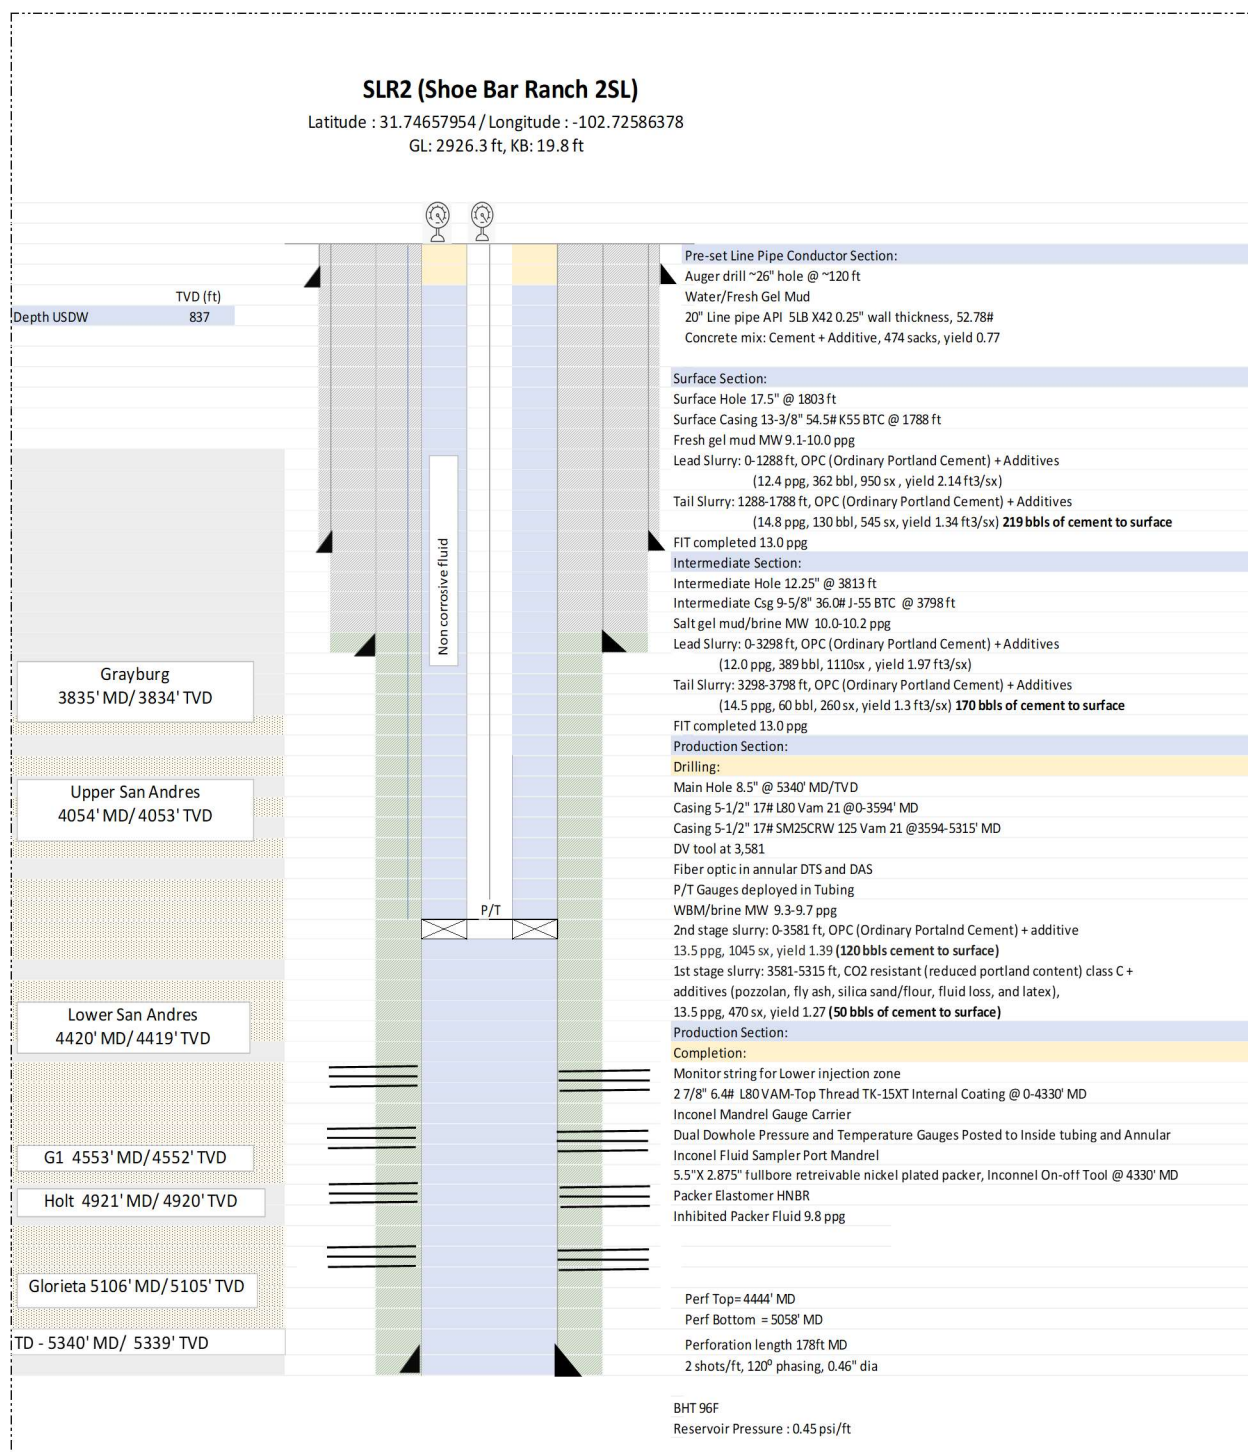 SLR2 (Shoe Bar Ranch 2SL)
Latitude : 31.74657954 / Longitude : -102.72586378
GL: 2926.3 ft, KB: 19.8 ft
TVD (ft)
Depth USDW 837
Non corrosive fluid
P/T
Grayburg
3835' MD/ 3834' TVD
Upper San Andres
4054' MD/ 4053' TVD
Lower San Andres
4420' MD/ 4419' TVD
G1 4553' MD/4552' TVD
Holt 4921' MD/ 4920' TVD
Glorieta 5106' MD/5105' TVD
TD - 5340' MD/ 5339' TVD
Pre-set Line Pipe Conductor Section:
Auger drill ~26" hole @ ~120 ft
Water/Fresh Gel Mud
20" Line pipe API 5LB X42 0.25" wall thickness, 52.78#
Concrete mix: Cement + Additive, 474 sacks, yield 0.77
Surface Section:
Surface Hole 17.5" @ 1803 ft
Surface Casing 13-3/8" 54.5# K55 BTC @ 1788 ft
Fresh gel mud MW 9.1-10.0 ppg
Lead Slurry: 0-1288 ft, OPC (Ordinary Portland Cement) + Additives
(12.4 ppg, 362 bbl, 950 sx , yield 2.14 ft3/sx)
Tail Slurry: 1288-1788 ft, OPC (Ordinary Portland Cement) + Additives
(14.8 ppg, 130 bbl, 545 sx, yield 1.34 ft3/sx) 219 bbls of cement to surface
FIT completed 13.0 ppg
Intermediate Section:
Intermediate Hole 12.25" @ 3813 ft
Intermediate Csg 9-5/8" 36.0# J-55 BTC @ 3798 ft
Salt gel mud/brine MW 10.0-10.2 ppg
Lead Slurry: 0-3298 ft, OPC (Ordinary Portland Cement) + Additives
(12.0 ppg, 389 bbl, 1110sx , yield 1.97 ft3/sx)
Tail Slurry: 3298-3798 ft, OPC (Ordinary Portland Cement) + Additives
(14.5 ppg, 60 bbl, 260 sx, yield 1.3 ft3/sx) 170 bbls of cement to surface
FIT completed 13.0 ppg
Production Section:
Drilling:
Main Hole 8.5" @ 5340' MD/TVD
Casing 5-1/2" 17# L80 Vam 21 @0-3594' MD
Casing 5-1/2" 17# SM25CRW 125 Vam 21 @3594-5315' MD
DV tool at 3,581
Fiber optic in annular DTS and DAS
P/T Gauges deployed in Tubing
WBM/brine MW 9.3-9.7 ppg
2nd stage slurry: 0-3581 ft, OPC (Ordinary Portalnd Cement) + additive
13.5 ppg, 1045 sx, yield 1.39 (120 bbls cement to surface)
1st stage slurry: 3581-5315 ft, CO2 resistant (reduced portland content) class C +
additives (pozzolan, fly ash, silica sand/flour, fluid loss, and latex),
13.5 ppg, 470 sx, yield 1.27 (50 bbls of cement to surface)
Production Section:
Completion:
Monitor string for Lower injection zone
2 7/8" 6.4# L80 VAM-Top Thread TK-15XT Internal Coating @ 0-4330' MD
Inconel Mandrel Gauge Carrier
Dual Dowhole Pressure and Temperature Gauges Posted to Inside tubing and Annular
Inconel Fluid Sampler Port Mandrel
5.5"X 2.875" fullbore retreivable nickel plated packer, Inconnel On-off Tool @ 4330' MD
Packer Elastomer HNBR
Inhibited Packer Fluid 9.8 ppg
Perf Top= 4444' MD
Perf Bottom = 5058' MD
Perforation length 178ft MD
2 shots/ft, 120⁰ phasing, 0.46" dia
BHT 96F
Reservoir Pressure : 0.45 psi/ft